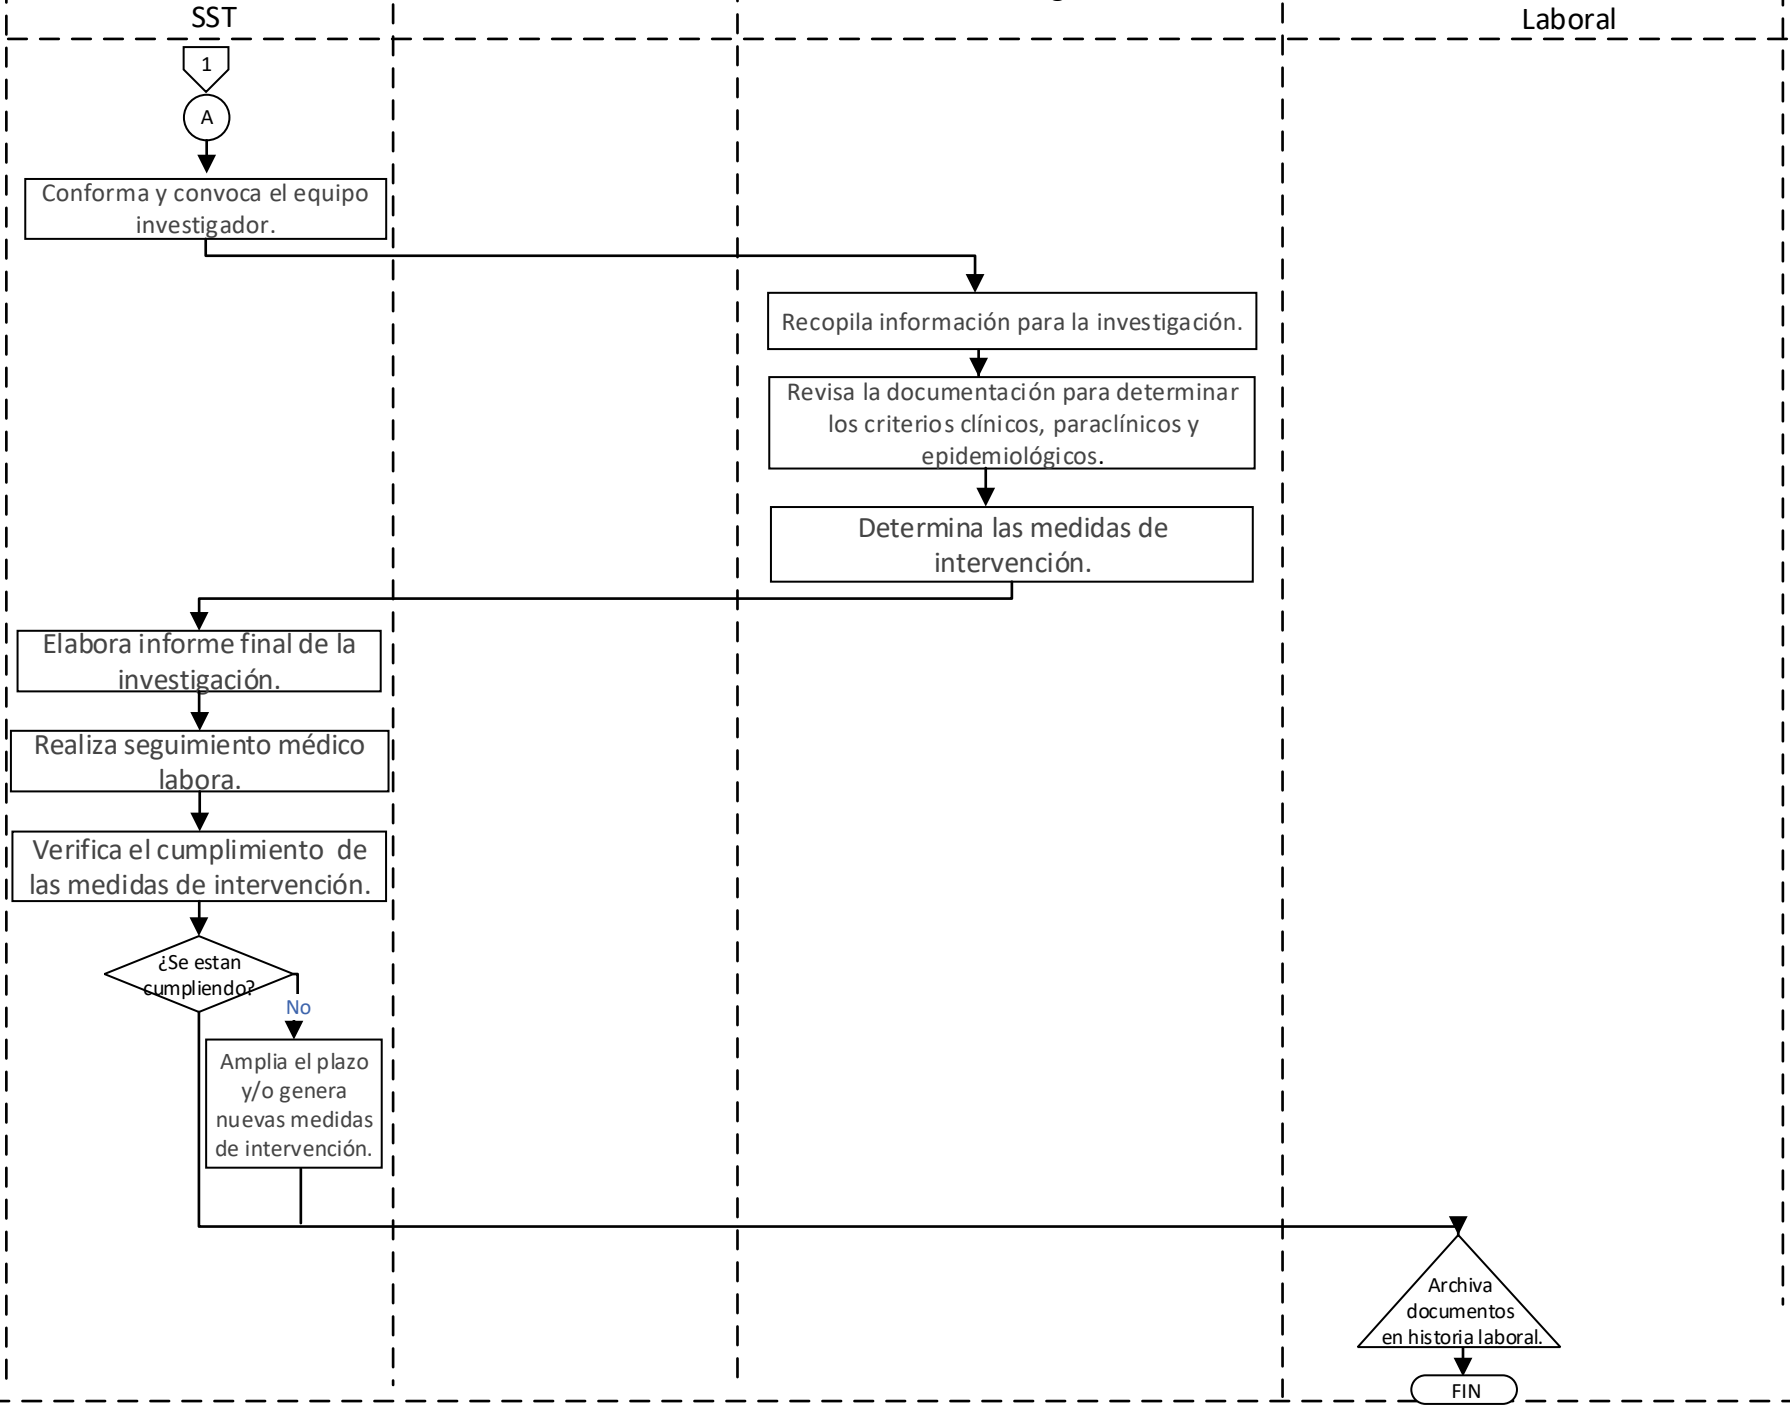 SST
Laboral
1
A
Conforma y convoca el equipo
investigador.
Recopila información para la investigación.
Revisa la documentación para determinar
los criterios clínicos, paraclínicos y
epidemiológicos.
Determina las medidas de
intervención.
Elabora informe final de la
investigación.
Realiza seguimiento médico
labora.
Verifica el cumplimiento de
las medidas de intervención.
¿Se estan
cumpliendo?
No
Amplia el plazo
y/o genera
nuevas medidas
de intervención.
Archiva
documentos
en historia laboral.
FIN